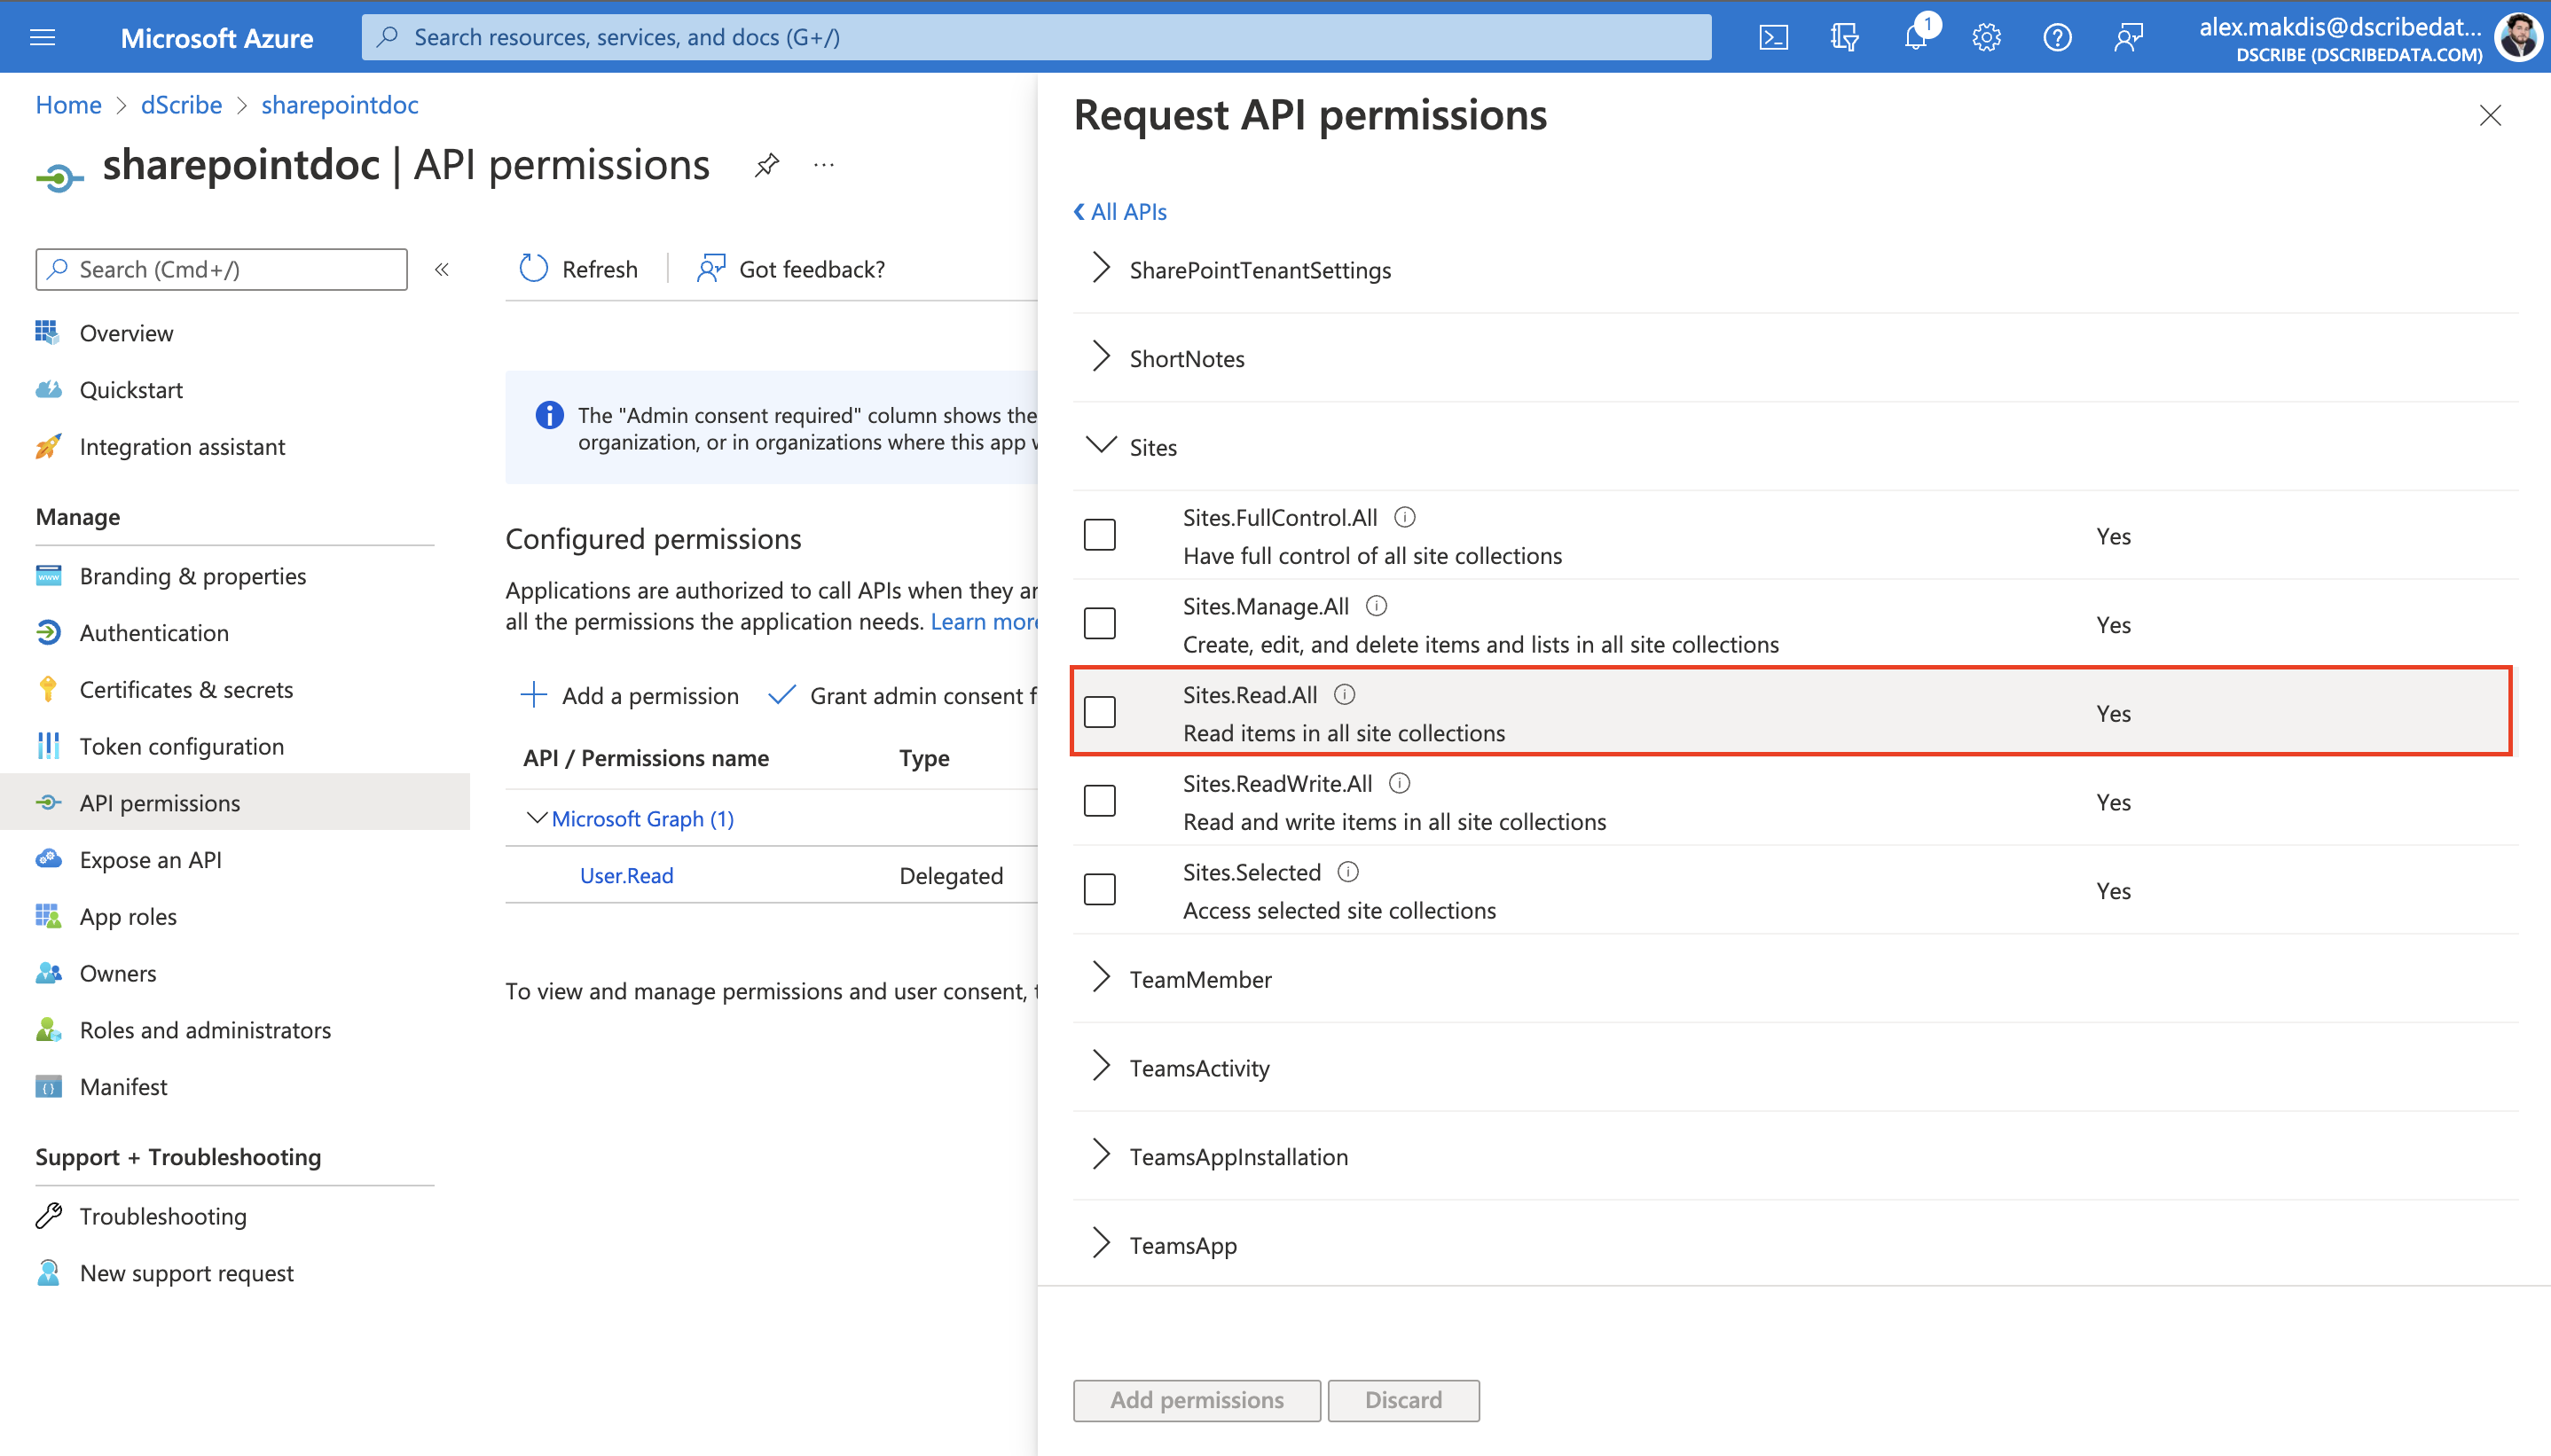 Microsoft Azure
Search resources, services, and docs (G+/)
1
alex.makdis@dscribedat...
DSCRIBE (DSCRIBEDATA.COM)
Home > dScribe > sharepointdoc
sharepointdoc | API permissions
...
Search (Cmd+/)
«
Overview
Quickstart
Integration assistant
Manage
Branding & properties
Authentication
Certificates & secrets
Token configuration
API permissions
Expose an API
App roles
Owners
Roles and administrators
Manifest
Support + Troubleshooting
Troubleshooting
New support request
Refresh
Got feedback?
The "Admin consent required" column shows the
organization, or in organizations where this app
Configured permissions
Applications are authorized to call APIs when they
all the permissions the application needs. Learn more
Add a permission
Grant admin consent
API / Permissions name
Type
Microsoft Graph (1)
User.Read
Delegated
To view and manage permissions and user consent,
Request API permissions
All APIs
SharePointTenantSettings
ShortNotes
Sites
Sites.FullControl.All
Have full control of all site collections
Yes
Sites.Manage.All
Create, edit, and delete items and lists in all site collections
Yes
Sites.Read.All
Read items in all site collections
Yes
Sites.ReadWrite.All
Read and write items in all site collections
Yes
Sites.Selected
Access selected site collections
Yes
TeamMember
TeamsActivity
TeamsAppInstallation
TeamsApp
Add permissions
Discard